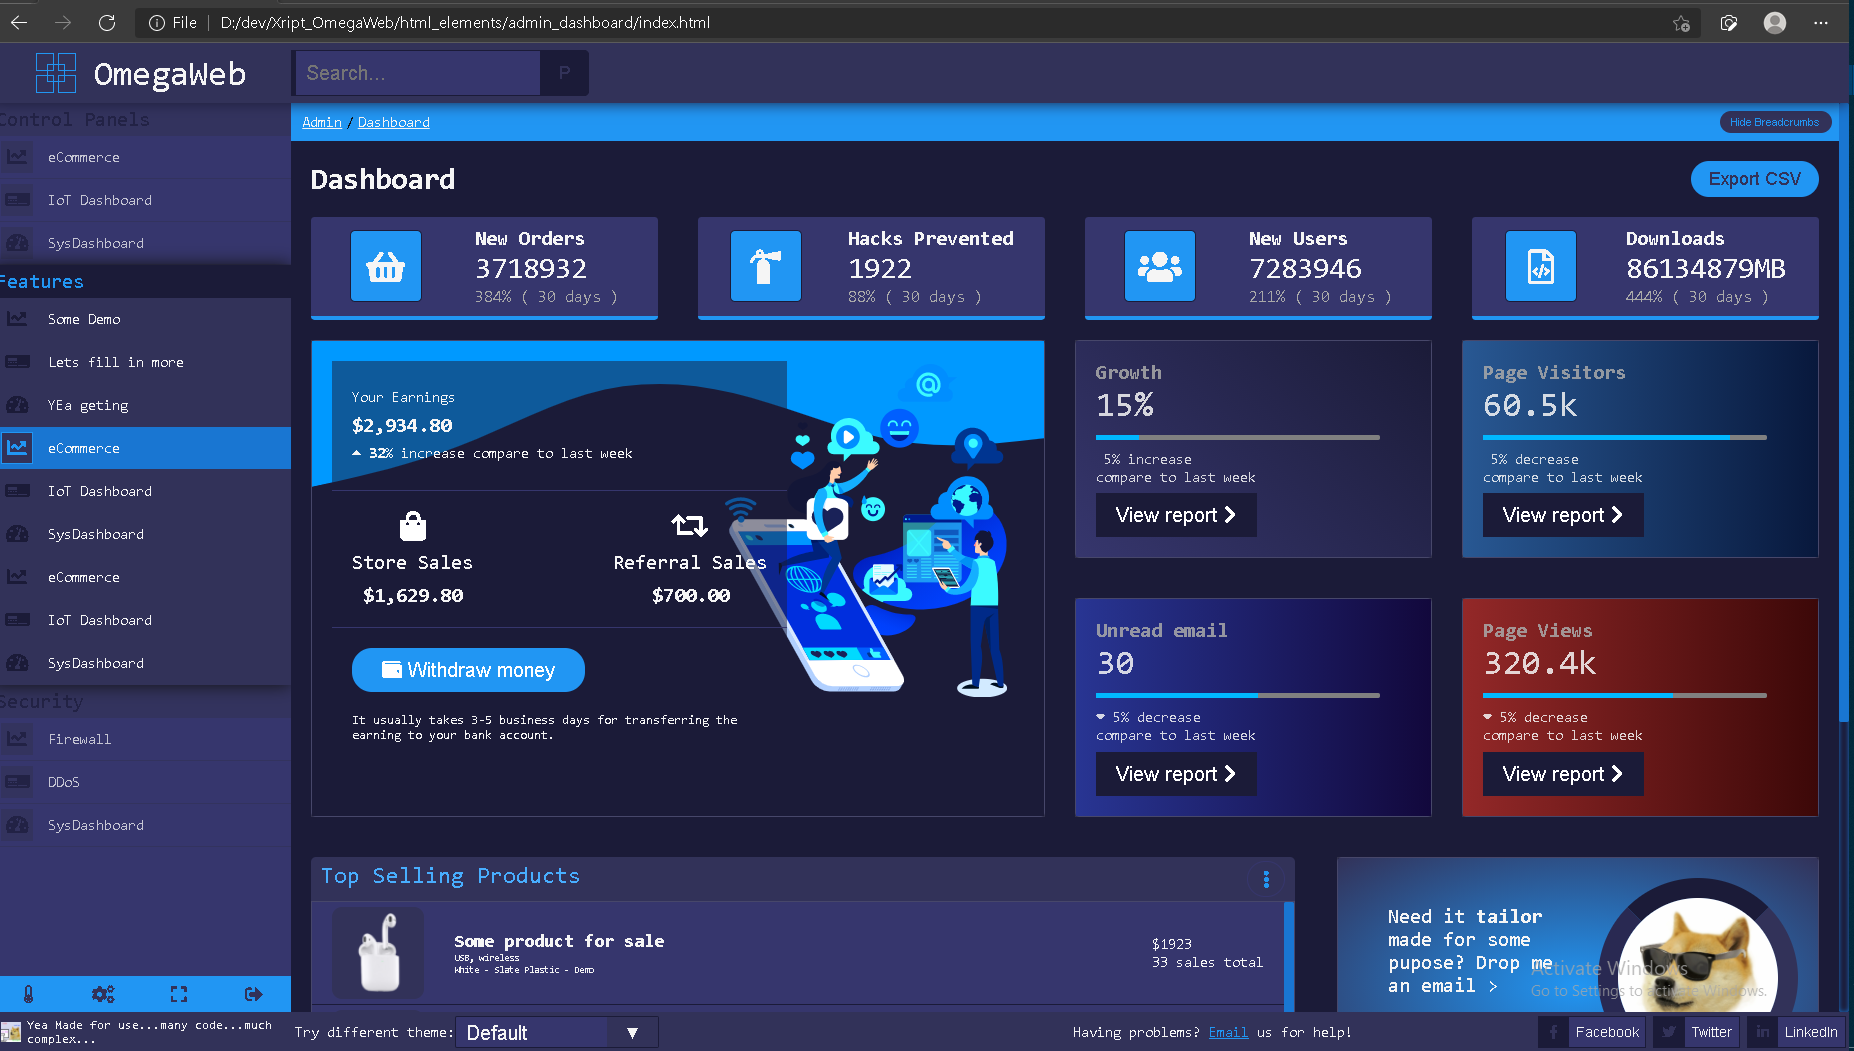 File
D:/dev/Xript_OmegaWeb/html_elements/admin_dashboard/index.html
OmegaWeb
Search...
P
Control Panels
eCommerce
IoT Dashboard
SysDashboard
Features
Some Demo
Lets fill in more
YEa geting
eCommerce
IoT Dashboard
SysDashboard
eCommerce
IoT Dashboard
SysDashboard
Security
Firewall
DDoS
SysDashboard
Yea Made for use...many code...much
complex...
Admin / Dashboard
Hide Breadcrumbs
Dashboard
Export CSV
New Orders
3718932
384% ( 30 days )
Hacks Prevented
1922
88% ( 30 days )
New Users
7283946
211% ( 30 days )
Downloads
86134879MB
444% ( 30 days )
Your Earnings
$2,934.80
32% increase compare to last week
Store Sales
$1,629.80
Referral Sales
$700.00
Withdraw money
It usually takes 3-5 business days for transferring the
earning to your bank account.
Growth
15%
5% increase
compare to last week
View report
Page Visitors
60.5k
5% decrease
compare to last week
View report
Unread email
30
5% decrease
compare to last week
View report
Page Views
320.4k
5% decrease
compare to last week
View report
Top Selling Products
Some product for sale
USB, wireless
White - Slate Plastic - Demo
$1923
33 sales total
Need it tailor
made for some
pupose? Drop me
an email >
Activate Windows
Go to Settings to activate Windows.
Try different theme:
Default
Having problems? Email us for help!
Facebook
Twitter
LinkedIn